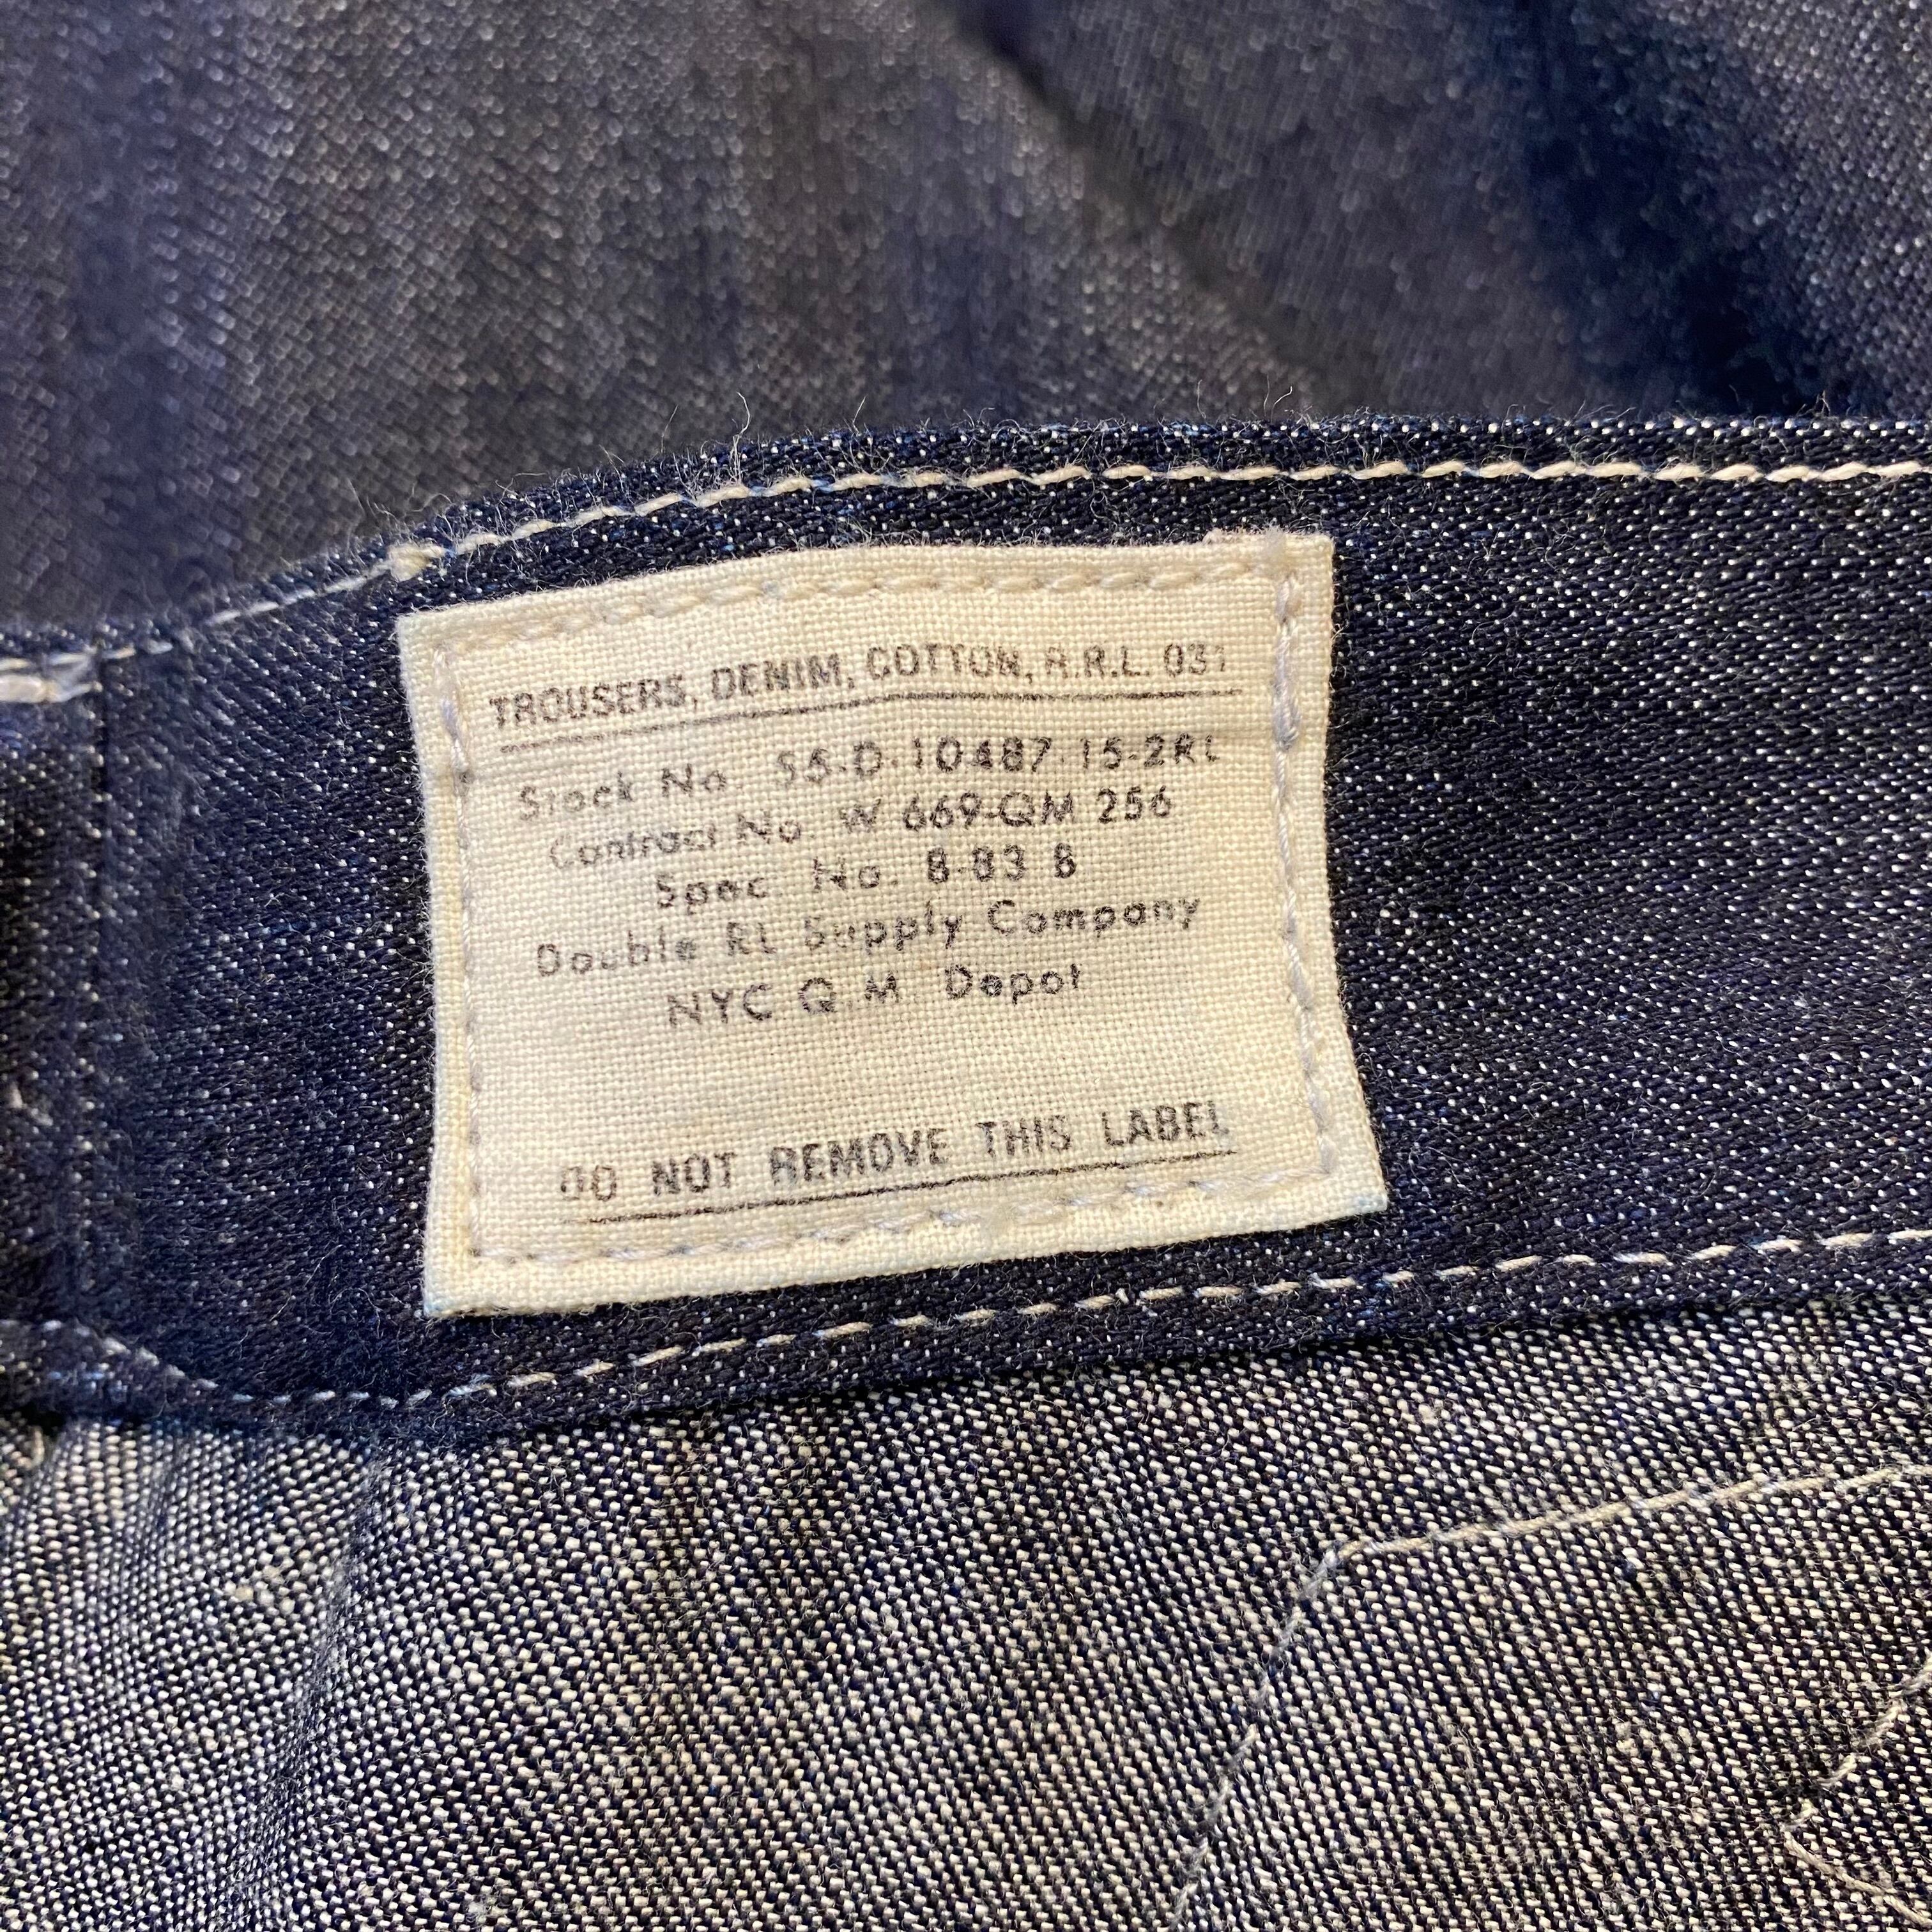 TROUSERS, DENIM, COTTON, R.R.L. 031
Stock No. 55-D-10487-15-2RL
Contract No. W 669-QM 256
Spec. No. 8-83 B
Double RL Supply Company
NYC Q.M. Depot
DO NOT REMOVE THIS LABEL